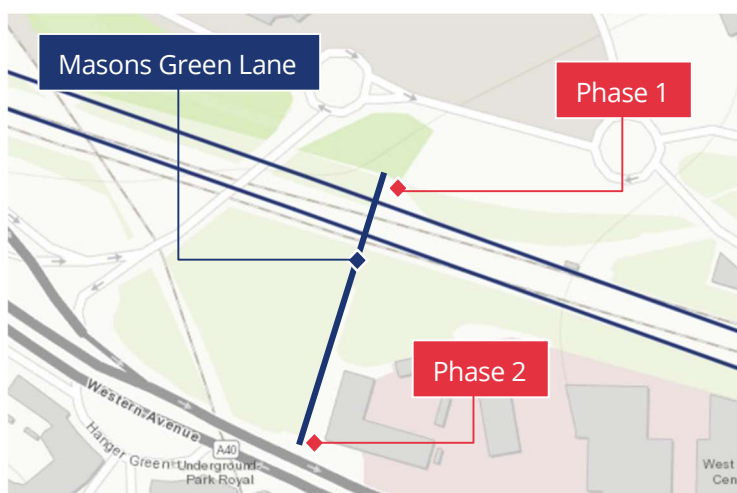 Masons Green Lane
Phase 1
Phase 2
Western Avenue
A40
Hanger Green
Underground-
Park Royal
West
Cen